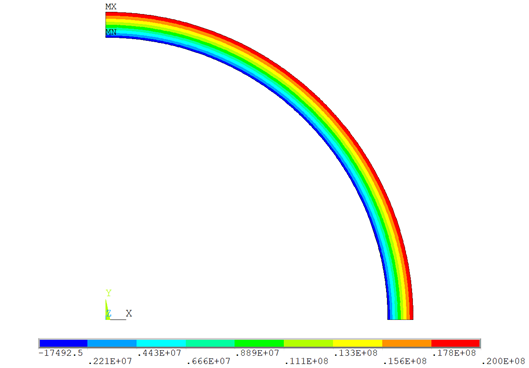 MX
MN
Y
Z X
-17492.5 .443E+07 .889E+07 .133E+08 .178E+08
.221E+07 .666E+07 .111E+08 .156E+08 .200E+08